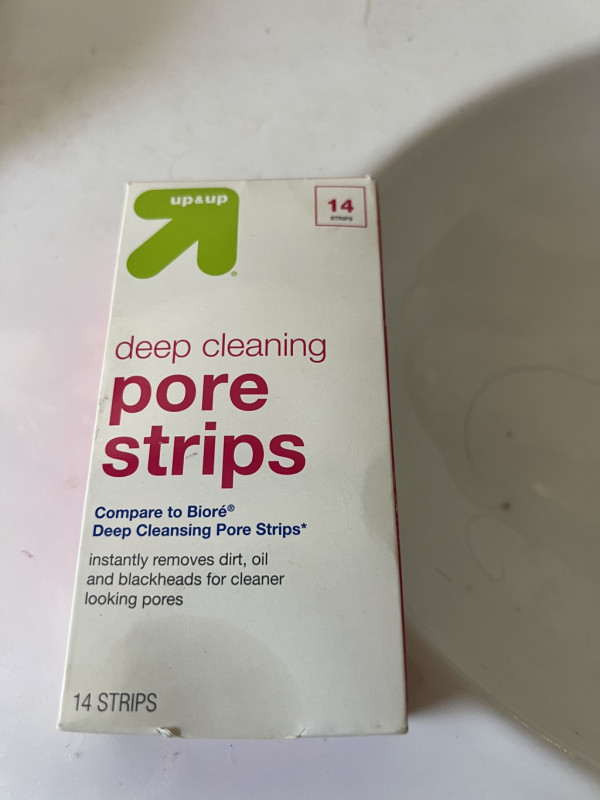 up&up
14
STRIPS
deep cleaning
pore
strips
Compare to Bioré®
Deep Cleansing Pore Strips*
instantly removes dirt, oil
and blackheads for cleaner
looking pores
14 STRIPS